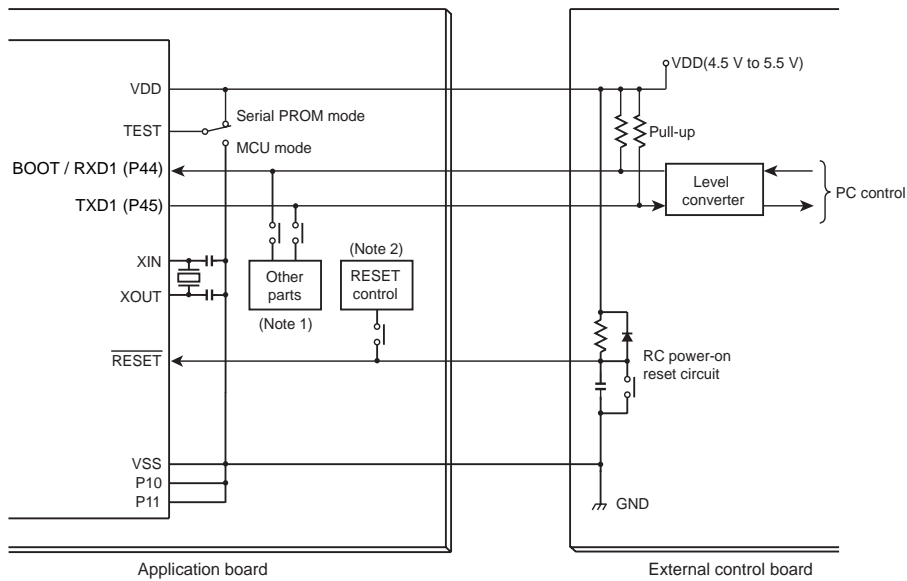 VDD
TEST
BOOT / RXD1 (P44)
TXD1 (P45)
XIN
XOUT
RESET
VSS
P10
P11
Serial PROM mode
MCU mode
Other
parts
(Note 1)
(Note 2)
RESET
control
Application board
VDD(4.5 V to 5.5 V)
Pull-up
Level
converter
PC control
RC power-on
reset circuit
GND
External control board